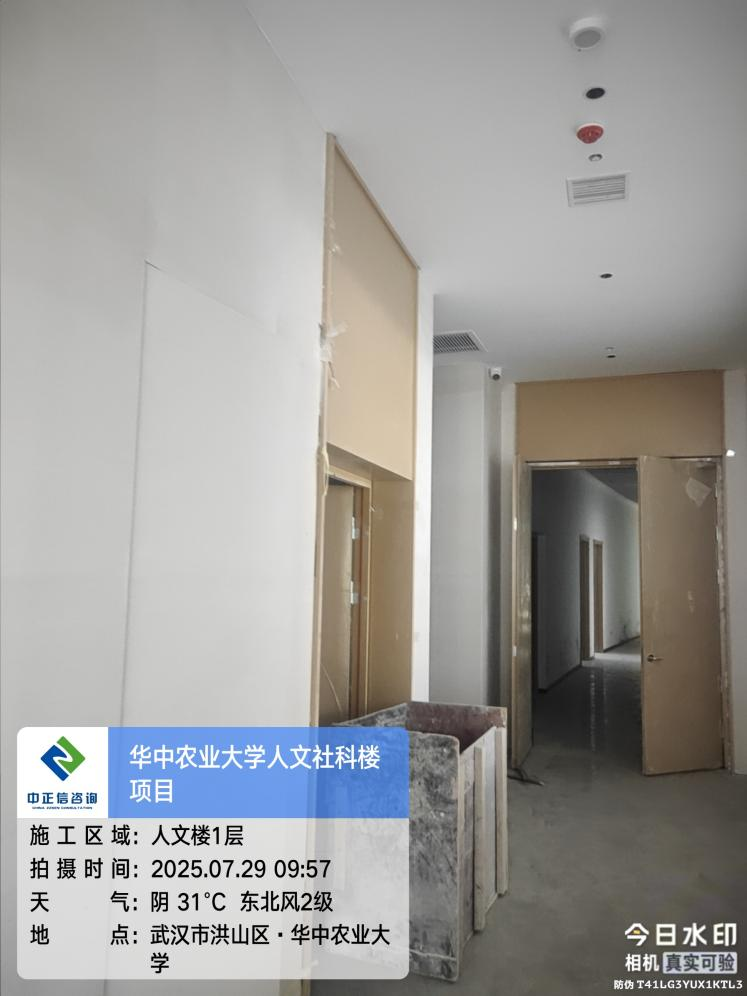 华中农业大学人文社科楼
项目
中正信咨询
CHINA ZENXN CONSULTATION
施工区域：人文楼1层
拍摄时间：2025.07.29 09:57
天气：阴 31℃ 东北风2级
地点：武汉市洪山区·华中农业大
学
今日水印
相机 真实可验
防伪 T41LG3YUX1KTL3